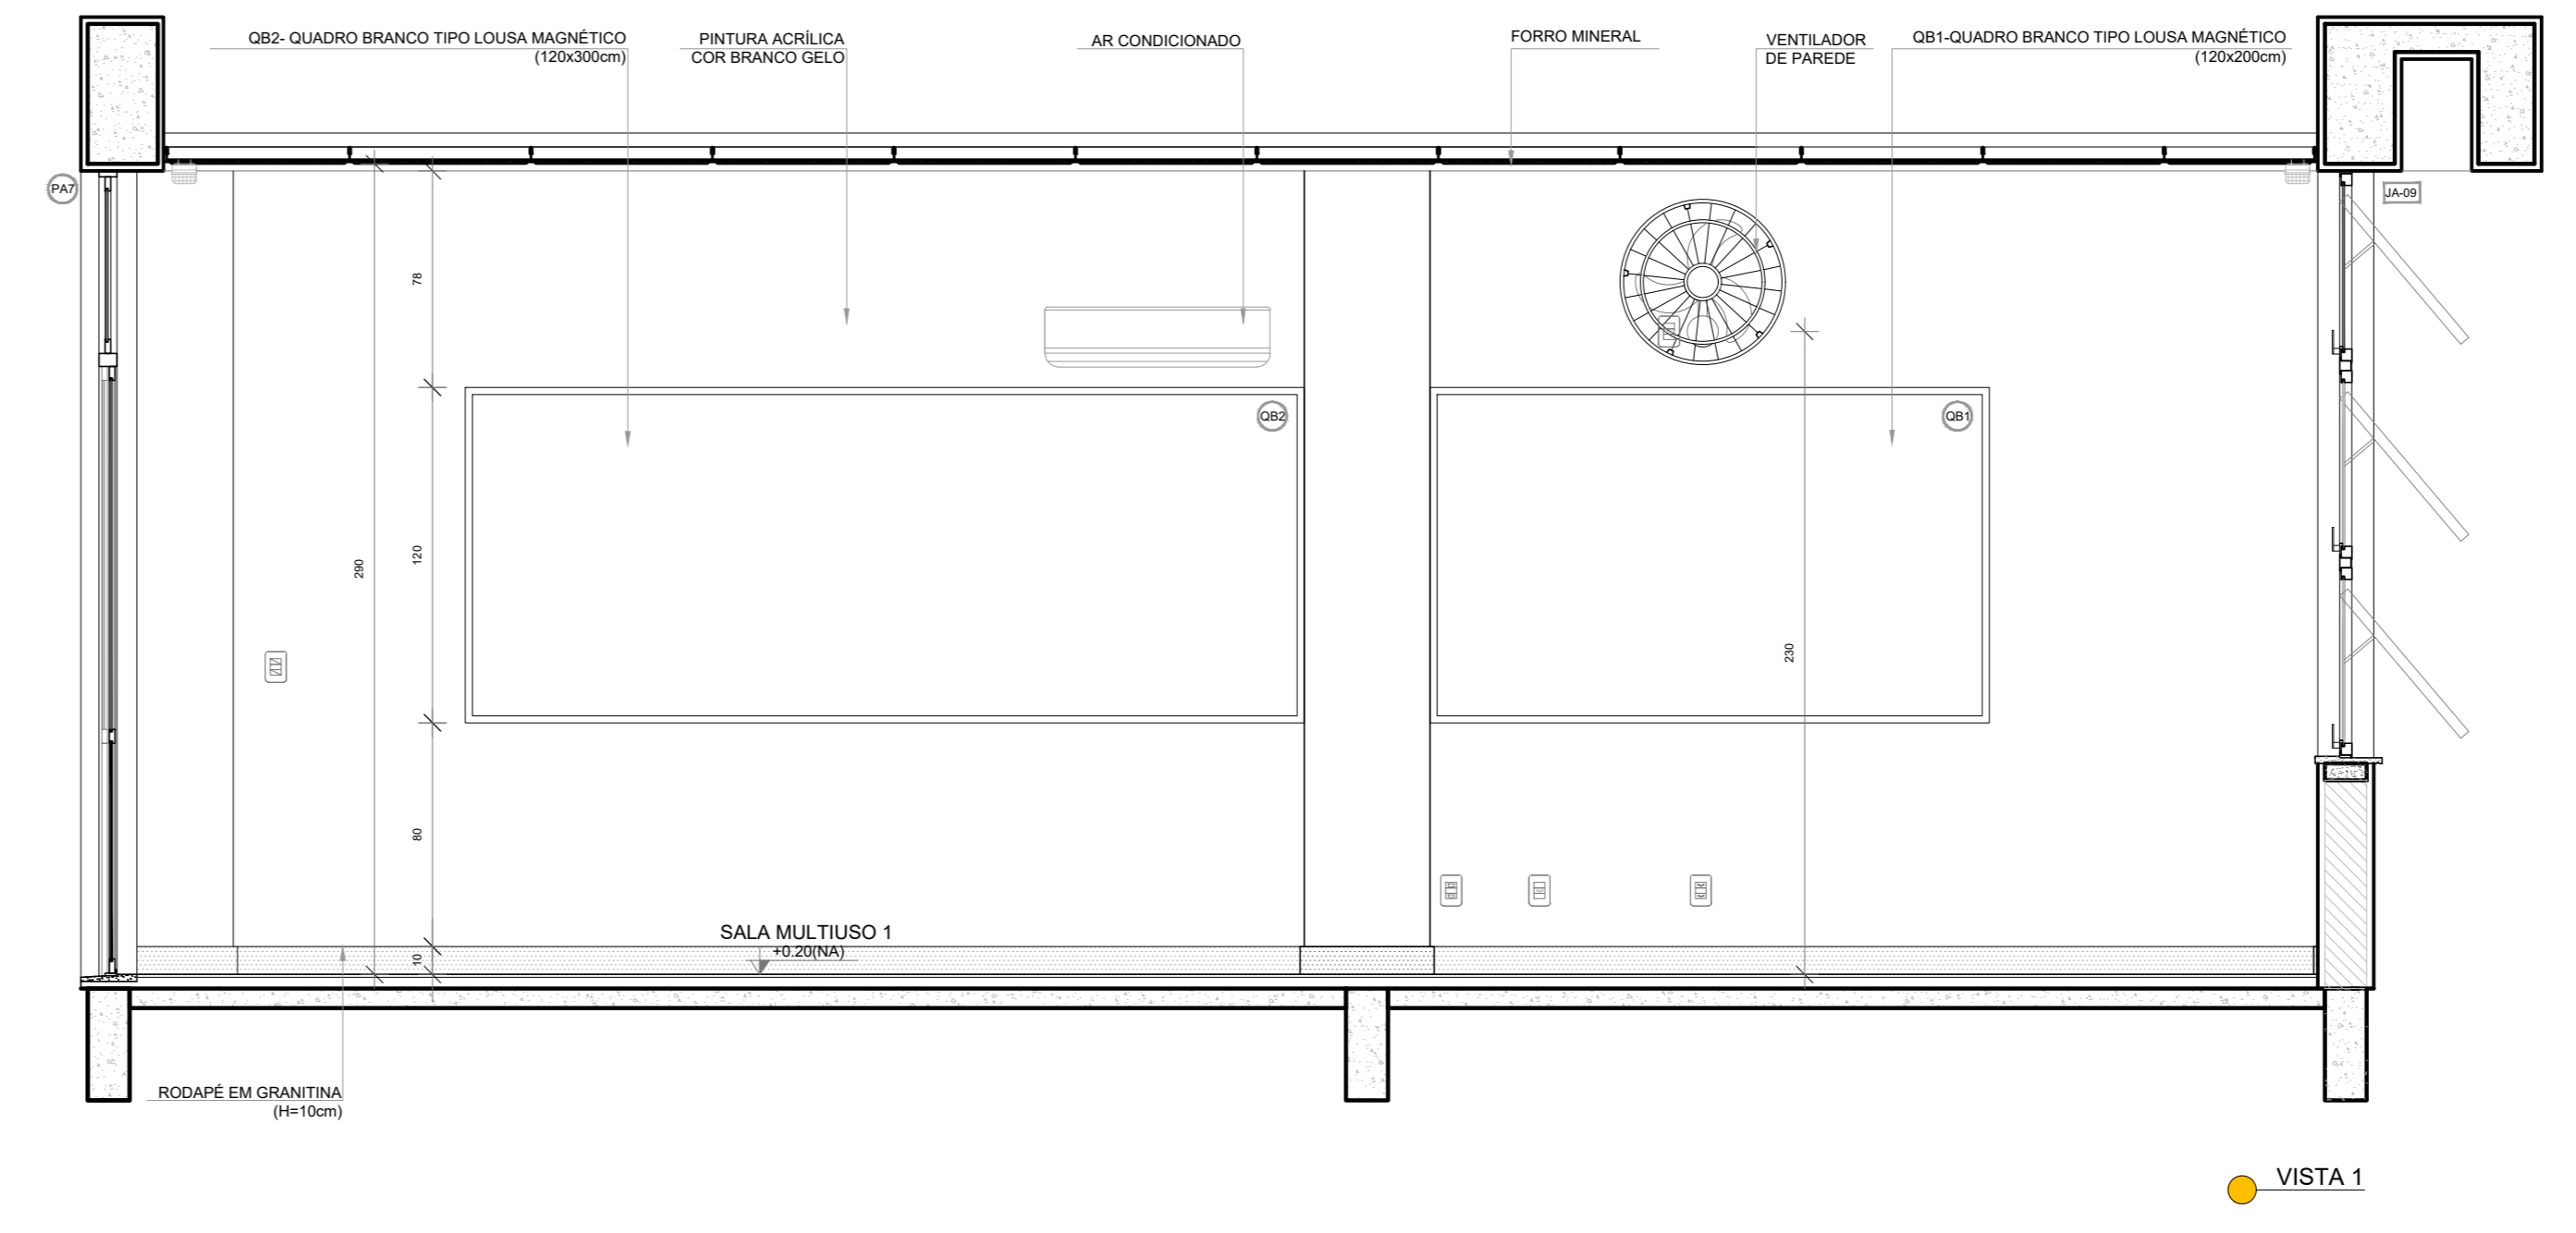 QB2- QUADRO BRANCO TIPO LOUSA MAGNÉTICO
(120x300cm)
PINTURA ACRÍLICA
COR BRANCO GELO
AR CONDICIONADO
FORRO MINERAL
VENTILADOR
DE PAREDE
QB1-QUADRO BRANCO TIPO LOUSA MAGNÉTICO
(120x200cm)
PA7
JA-09
78
QB2
QB1
120
290
230
80
SALA MULTIUSO 1
+0.20(NA)
10
RODAPÉ EM GRANITINA
(H=10cm)
VISTA 1